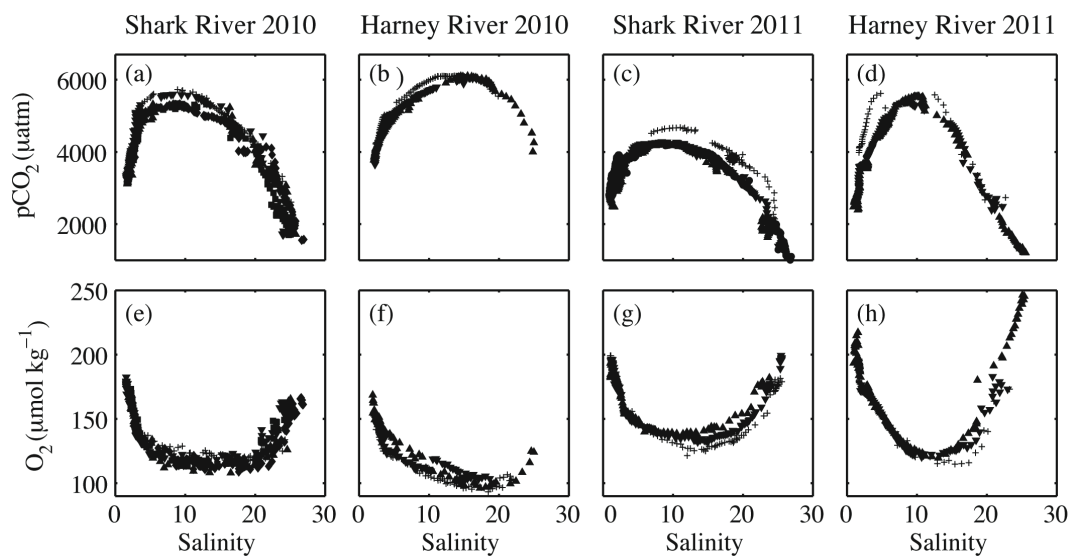 Shark River 2010 Harney River 2010 Shark River 2011 Harney River 2011
(a) (b ) (c) (d)
pCO₂ (µatm)
6000
4000
2000
(e) (f) (g) (h)
O₂ (µmol kg⁻¹)
250
200
150
100
0 10 20 30 0 10 20 30 0 10 20 30 0 10 20 30
Salinity Salinity Salinity Salinity